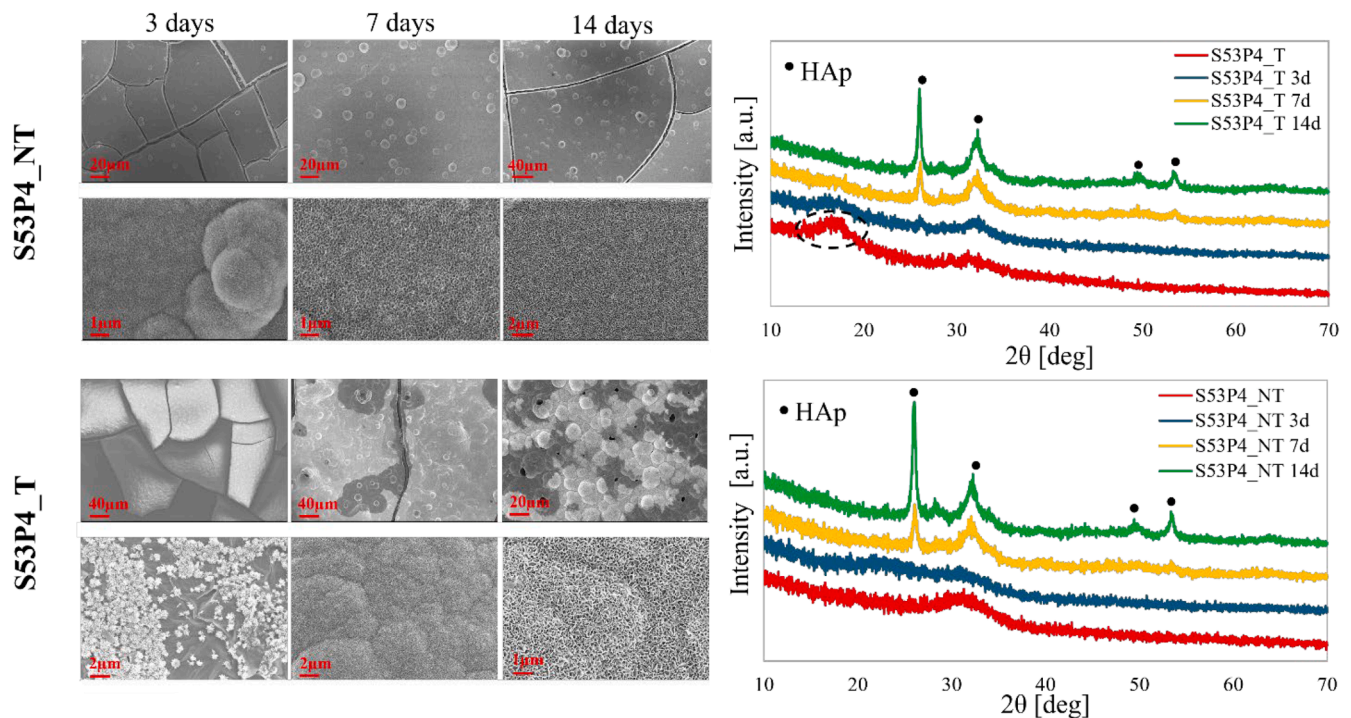 3 days
7 days
14 days
S53P4_NT
20µm
20µm
40µm
1µm
1µm
2µm
S53P4_T
40µm
40µm
20µm
2µm
2µm
1µm
HAp
S53P4_T
S53P4_T 3d
S53P4_T 7d
S53P4_T 14d
Intensity [a.u.]
10 20 30 40 50 60 70
2θ [deg]
HAp
S53P4_NT
S53P4_NT 3d
S53P4_NT 7d
S53P4_NT 14d
Intensity [a.u.]
10 20 30 40 50 60 70
2θ [deg]